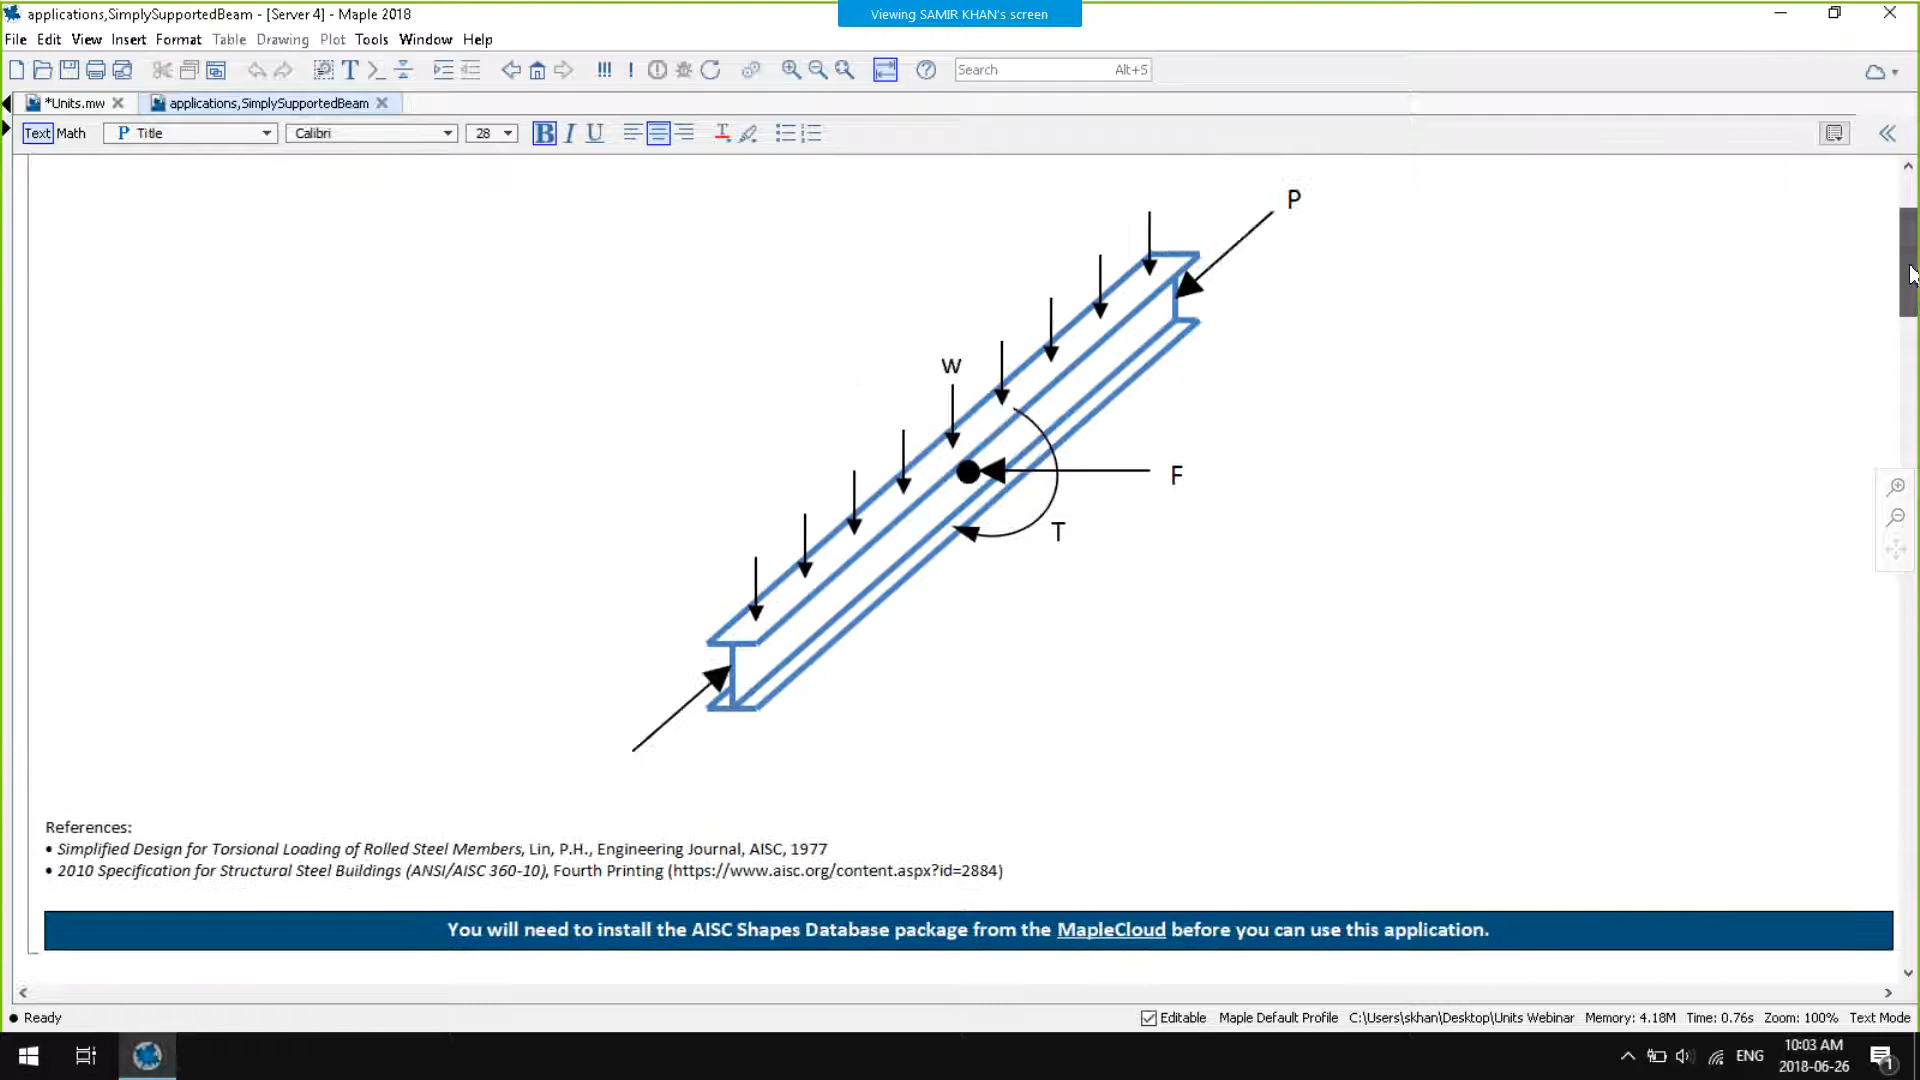 applications,SimplySupportedBeam - [Server 4] - Maple 2018
Viewing SAMIR KHAN's screen
File Edit View Insert Format Table Drawing Plot Tools Window Help
Search Alt+S
*Units.mw applications,SimplySupportedBeam
Text Math P Title Calibri 28 B I U
P
w
F
T
References:
• Simplified Design for Torsional Loading of Rolled Steel Members, Lin, P.H., Engineering Journal, AISC, 1977
• 2010 Specification for Structural Steel Buildings (ANSI/AISC 360-10), Fourth Printing (https://www.aisc.org/content.aspx?id=2884)
You will need to install the AISC Shapes Database package from the MapleCloud before you can use this application.
Ready Editable Maple Default Profile C:\Users\skhan\Desktop\Units Webinar Memory: 4.18M Time: 0.76s Zoom: 100% Text Mode
ENG 10:03 AM
2018-06-26 1